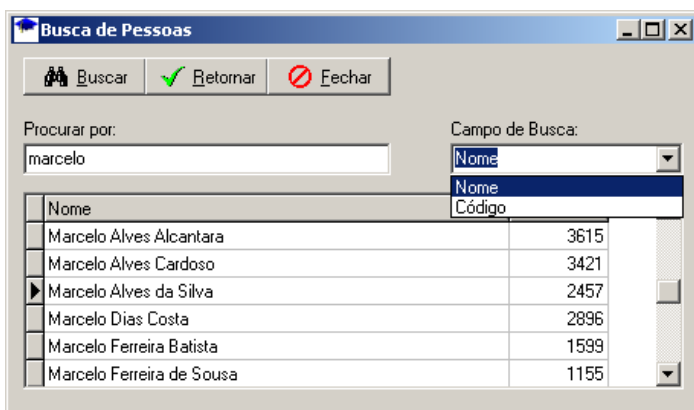 Busca de Pessoas
Buscar Retornar Fechar
Procurar por: Campo de Busca:
marcelo Nome
Nome
Código
Nome
Marcelo Alves Alcantara 3615
Marcelo Alves Cardoso 3421
Marcelo Alves da Silva 2457
Marcelo Dias Costa 2896
Marcelo Ferreira Batista 1599
Marcelo Ferreira de Sousa 1155